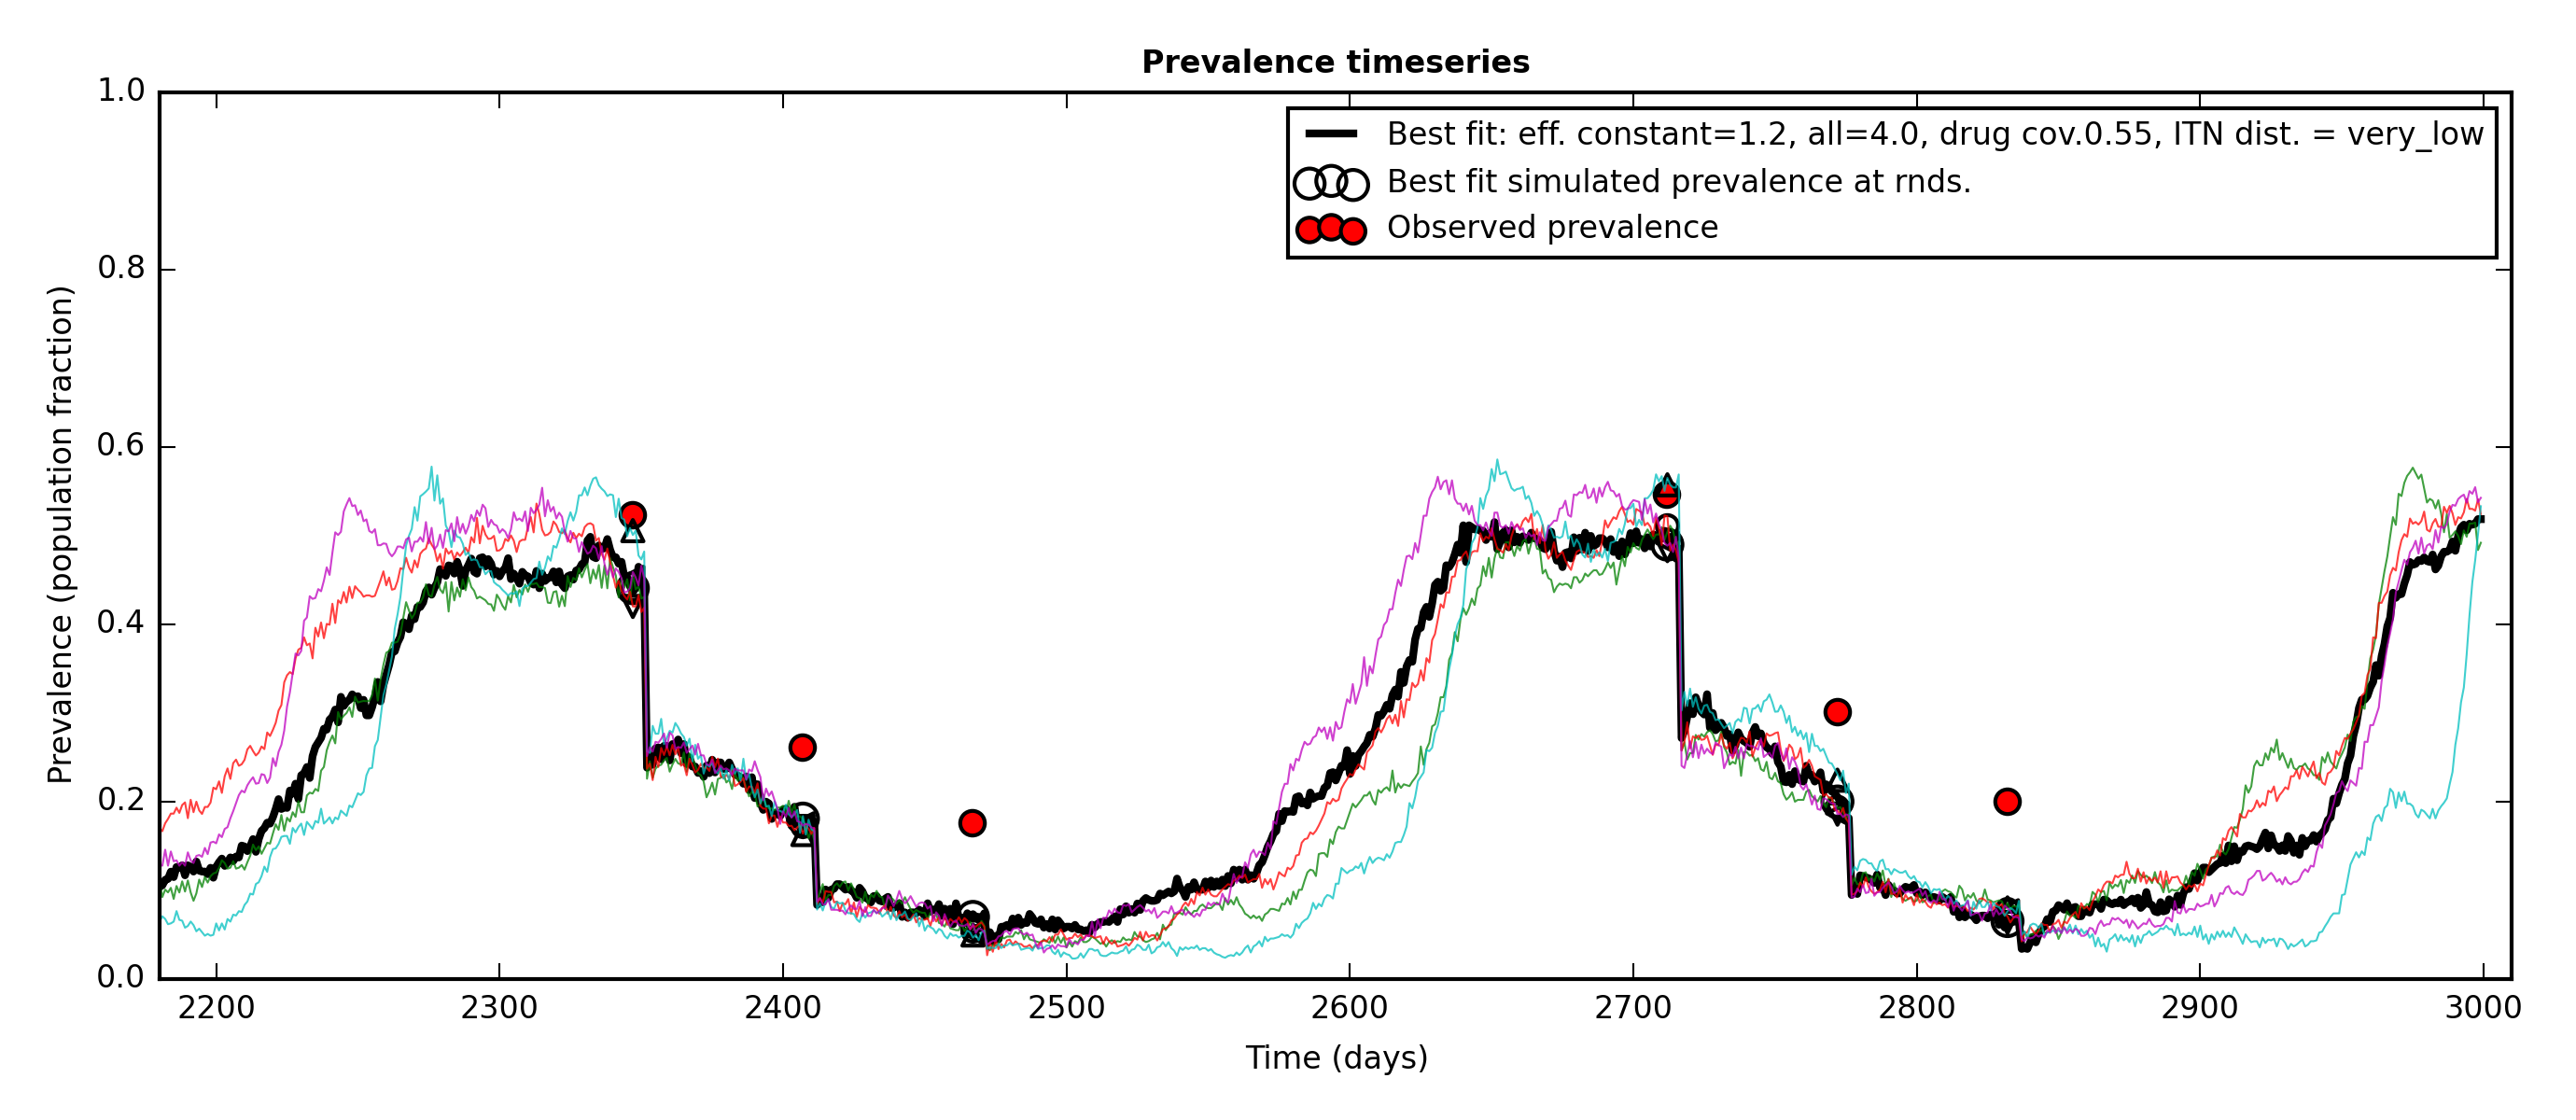 Prevalence timeseries
Best fit: eff. constant=1.2, all=4.0, drug cov.0.55, ITN dist. = very_low
Best fit simulated prevalence at rnds.
Observed prevalence
Prevalence (population fraction)
1.0
0.8
0.6
0.4
0.2
0.0
2200 2300 2400 2500 2600 2700 2800 2900 3000
Time (days)